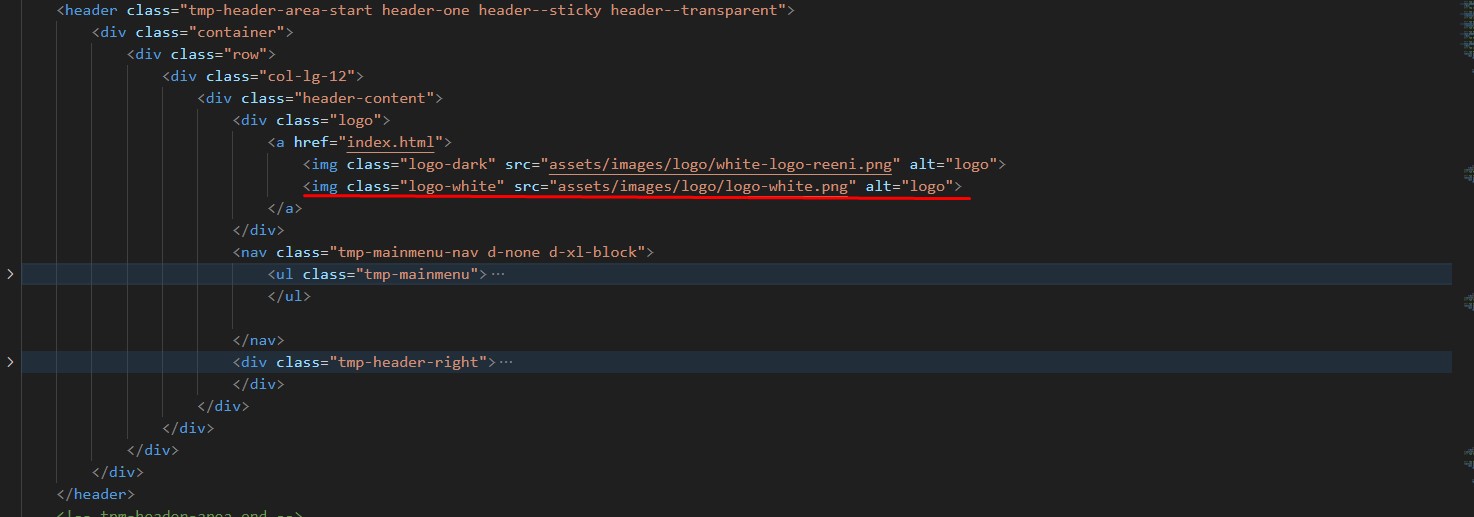 <header class="tmp-header-area-start header-one header--sticky header--transparent">
<div class="container">
<div class="row">
<div class="col-lg-12">
<div class="header-content">
<div class="logo">
<a href="index.html">
<img class="logo-dark" src="assets/images/logo/white-logo-reeni.png" alt="logo">
<img class="logo-white" src="assets/images/logo/logo-white.png" alt="logo">
</a>
</div>
<nav class="tmp-mainmenu-nav d-none d-xl-block">
<ul class="tmp-mainmenu">···
</ul>
</nav>
<div class="tmp-header-right">···
</div>
</div>
</div>
</div>
</div>
</header>
<!-- tpm-header-area end -->